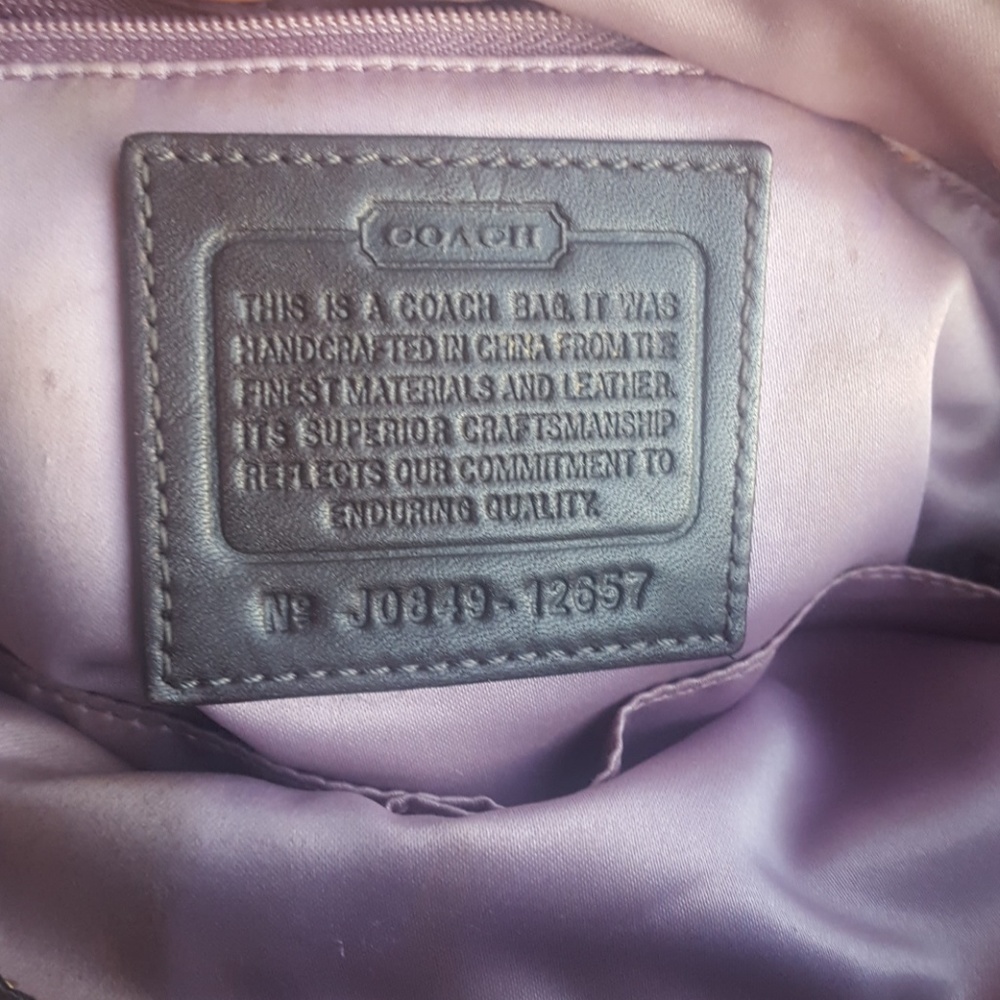 COACH
THIS IS A COACH BAG. IT WAS
HANDCRAFTED IN CHINA FROM THE
FINEST MATERIALS AND LEATHER.
ITS SUPERIOR CRAFTSMANSHIP
REFLECTS OUR COMMITMENT TO
ENDURING QUALITY.
Nº J0849-12657